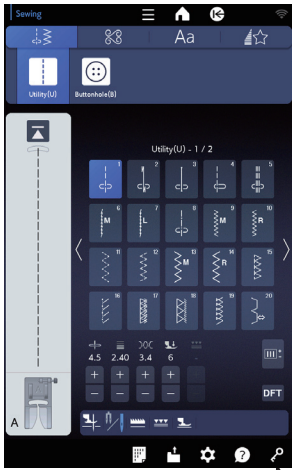 Sewing
Aa
Utility(U) Buttonhole(B)
Utility(U) - 1 / 2
1 2 3 4 5
6 M 7 L 8 9 M 10 R
11 12 13 M 14 R 15
16 17 18 19 20
4.5 2.40 3.4 6 -
+ + + +
- - - -
DFT
A
?